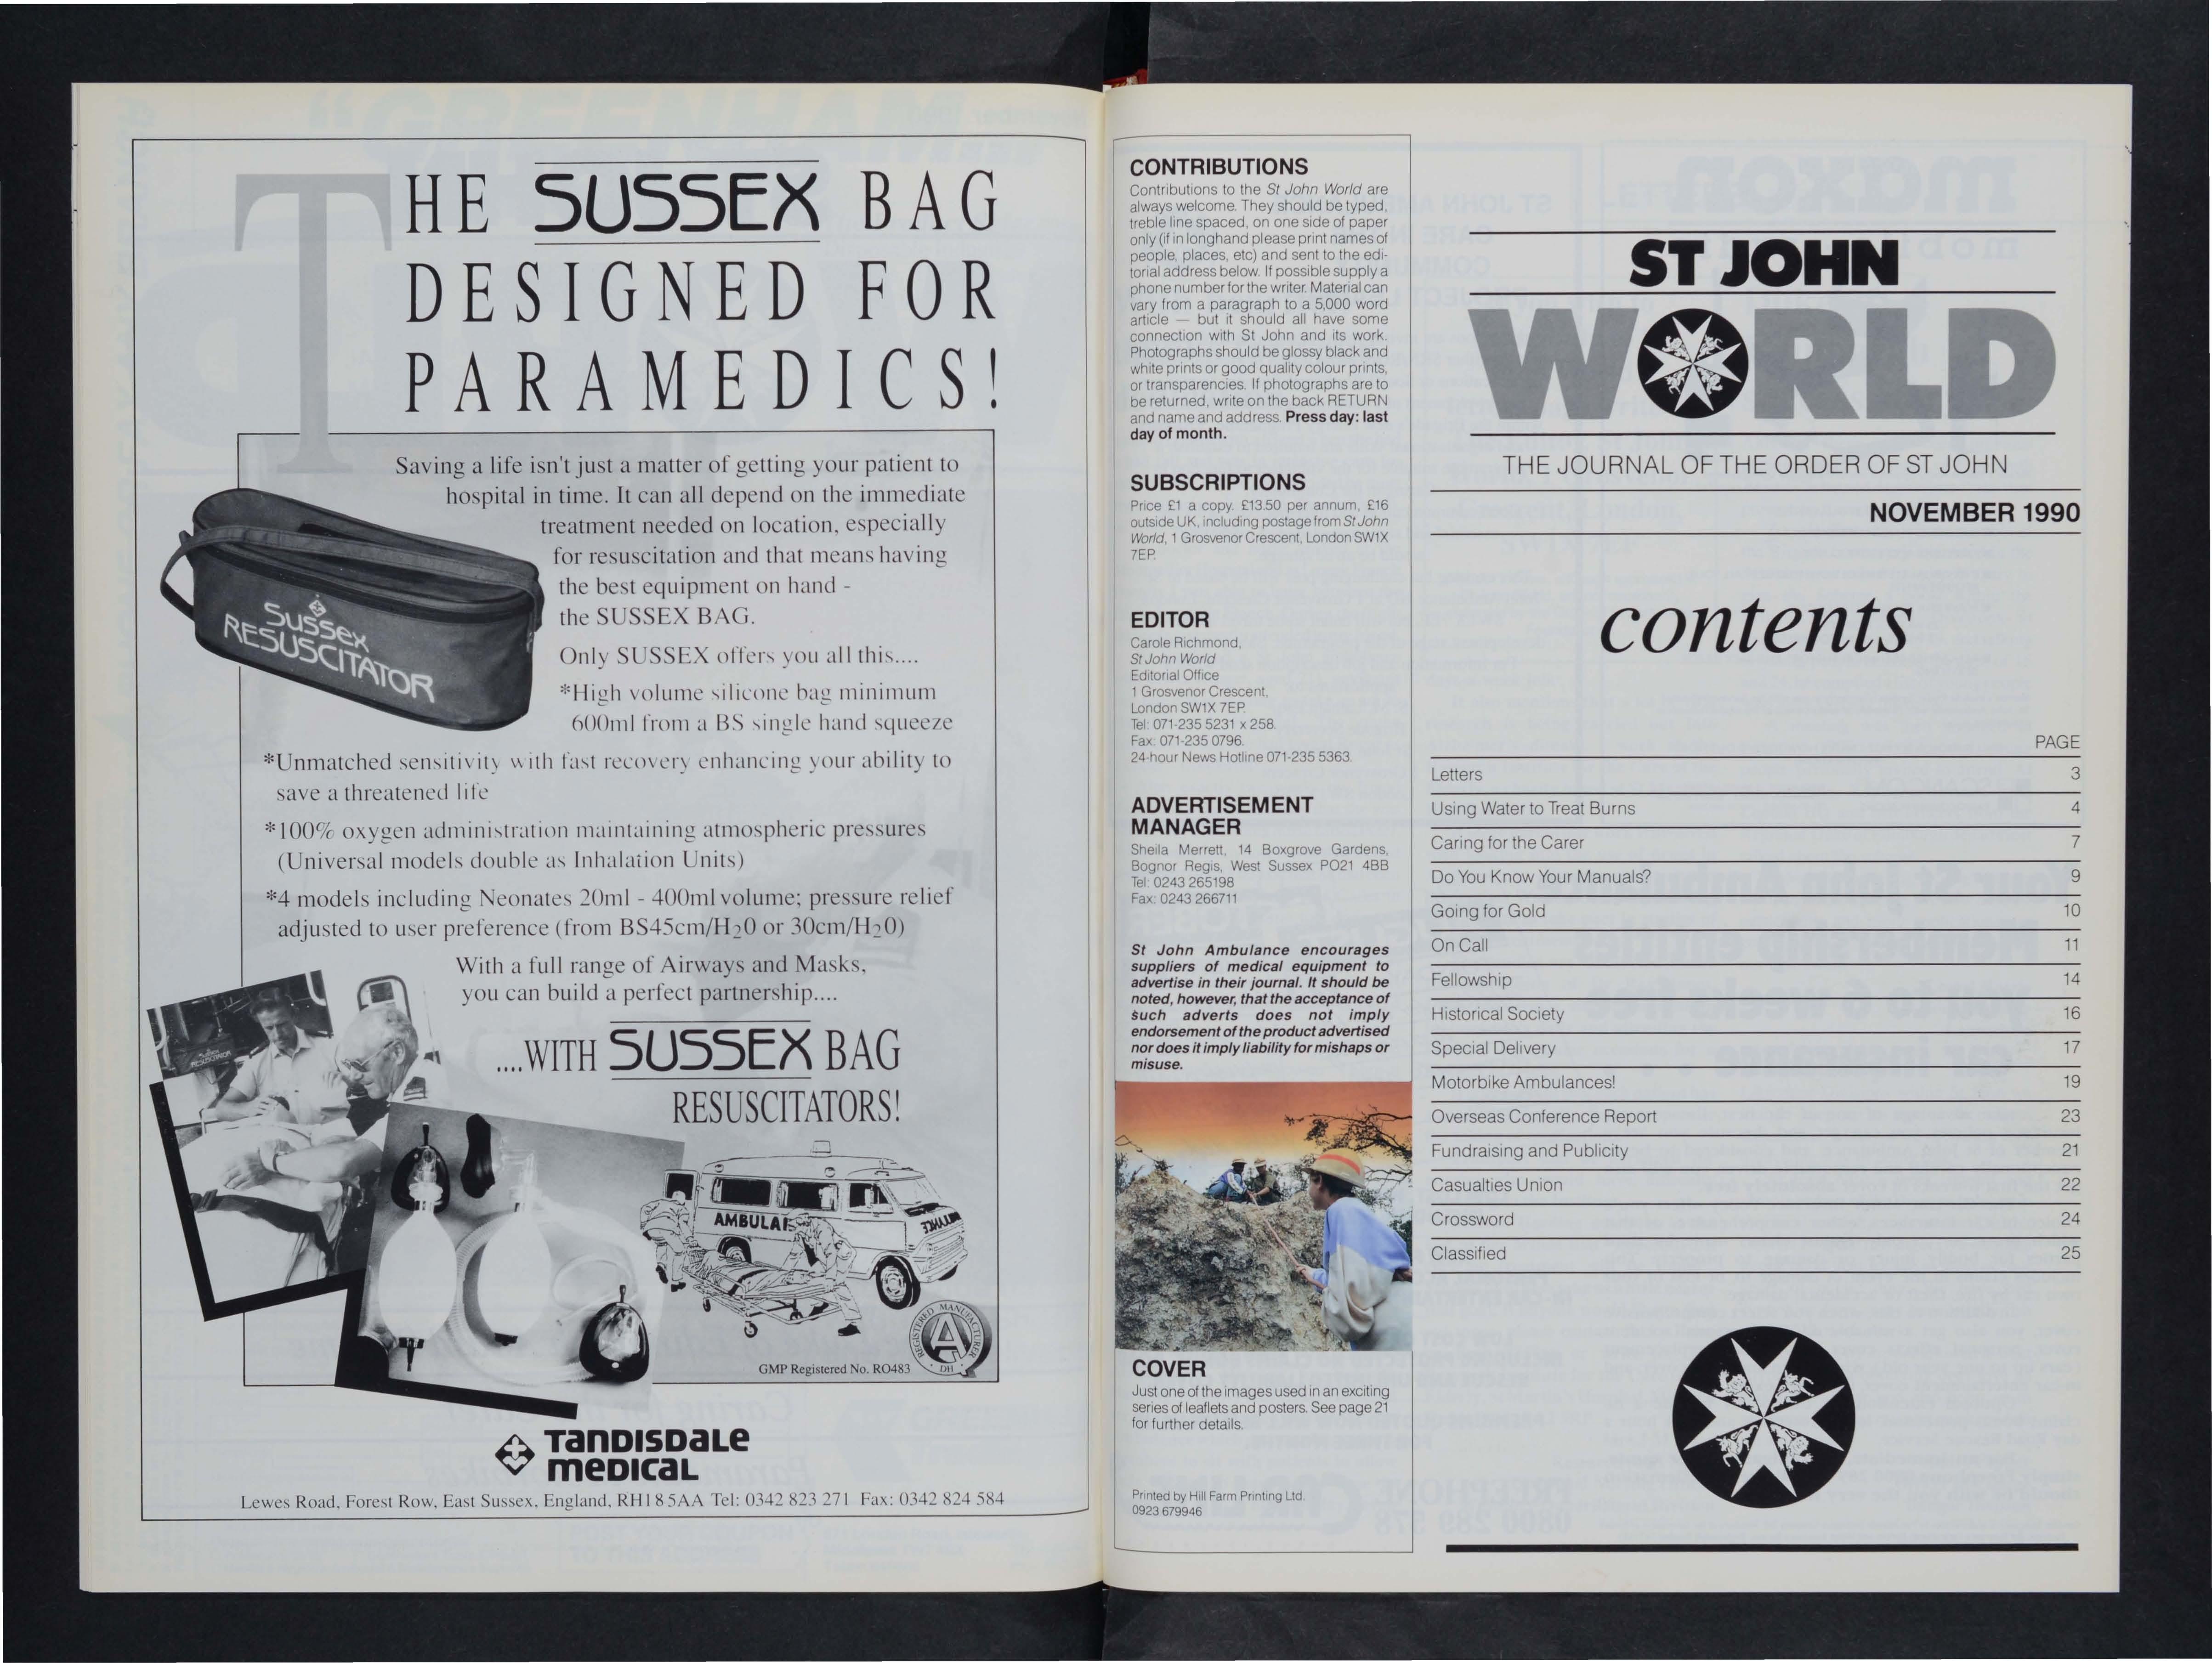 THE SUSSEX BAG
DESIGNED FOR
PARAMEDICS!
Saving a life isn't just a matter of getting your patient to
hospital in time. It can all depend on the immediate
treatment needed on location, especially
for resuscitation and that means having
the best equipment on hand -
the SUSSEX BAG.
Sussex
RESUSCITATOR
Only SUSSEX offers you all this....
*High volume silicone bag minimum
600ml from a BS single hand squeeze
*Unmatched sensitivity with fast recovery enhancing your ability to
save a threatened life
*100% oxygen administration maintaining atmospheric pressures
(Universal models double as Inhalation Units)
*4 models including Neonates 20ml - 400ml volume; pressure relief
adjusted to user preference (from BS45cm/H₂0 or 30cm/H₂0)
With a full range of Airways and Masks,
you can build a perfect partnership....
....WITH SUSSEX BAG
RESUSCITATORS!
AMBULA
REGISTERED MANUFACTURER
DH
GMP Registered No. RO483
TANDISDALE
MEDICAL
Lewes Road, Forest Row, East Sussex, England, RH18 5AA Tel: 0342 823 271 Fax: 0342 824 584
CONTRIBUTIONS
Contributions to the St John World are
always welcome. They should be typed,
treble line spaced, on one side of paper
only (if in longhand please print names of
people, places, etc) and sent to the edi-
torial address below. If possible supply a
phone number for the writer. Material can
vary from a paragraph to a 5,000 word
article — but it should all have some
connection with St John and its work.
Photographs should be glossy black and
white prints or good quality colour prints,
or transparencies. If photographs are to
be returned, write on the back RETURN
and name and address. Press day: last
day of month.
SUBSCRIPTIONS
Price £1 a copy. £13.50 per annum, £16
outside UK, including postage from St John
World, 1 Grosvenor Crescent, London SW1X
7EP.
EDITOR
Carole Richmond,
St John World
Editorial Office
1 Grosvenor Crescent,
London SW1X 7EP.
Tel: 071-235 5231 x 258.
Fax: 071-235 0796.
24-hour News Hotline 071-235 5363.
ADVERTISEMENT
MANAGER
Sheila Merrett, 14 Boxgrove Gardens,
Bognor Regis, West Sussex PO21 4BB
Tel: 0243 265198
Fax: 0243 266711
St John Ambulance encourages
suppliers of medical equipment to
advertise in their journal. It should be
noted, however, that the acceptance of
such adverts does not imply
endorsement of the product advertised
nor does it imply liability for mishaps or
misuse.
COVER
Just one of the images used in an exciting
series of leaflets and posters. See page 21
for further details.
Printed by Hill Farm Printing Ltd.
0923 679946
ST JOHN
WORLD
THE JOURNAL OF THE ORDER OF ST JOHN
NOVEMBER 1990
contents
PAGE
Letters 3
Using Water to Treat Burns 4
Caring for the Carer 7
Do You Know Your Manuals? 9
Going for Gold 10
On Call 11
Fellowship 14
Historical Society 16
Special Delivery 17
Motorbike Ambulances! 19
Overseas Conference Report 23
Fundraising and Publicity 21
Casualties Union 22
Crossword 24
Classified 25